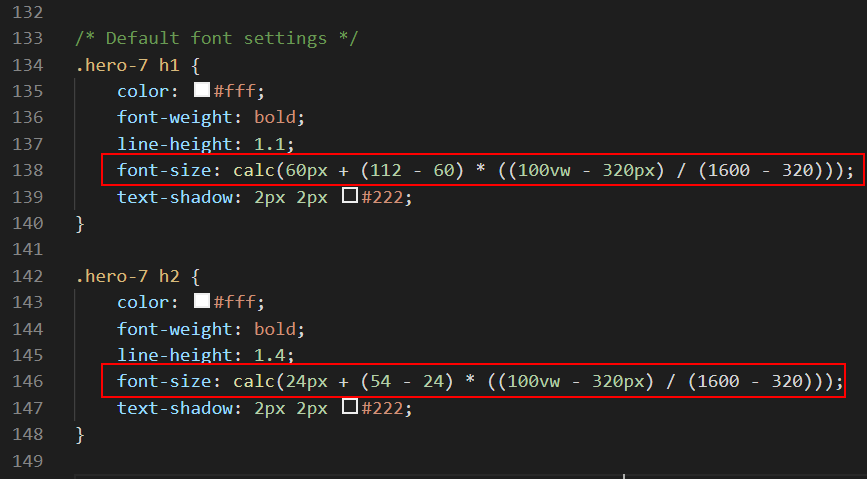 132
133 /* Default font settings */
134 .hero-7 h1 {
135 color: #fff;
136 font-weight: bold;
137 line-height: 1.1;
138 font-size: calc(60px + (112 - 60) * ((100vw - 320px) / (1600 - 320)));
139 text-shadow: 2px 2px #222;
140 }
141
142 .hero-7 h2 {
143 color: #fff;
144 font-weight: bold;
145 line-height: 1.4;
146 font-size: calc(24px + (54 - 24) * ((100vw - 320px) / (1600 - 320)));
147 text-shadow: 2px 2px #222;
148 }
149